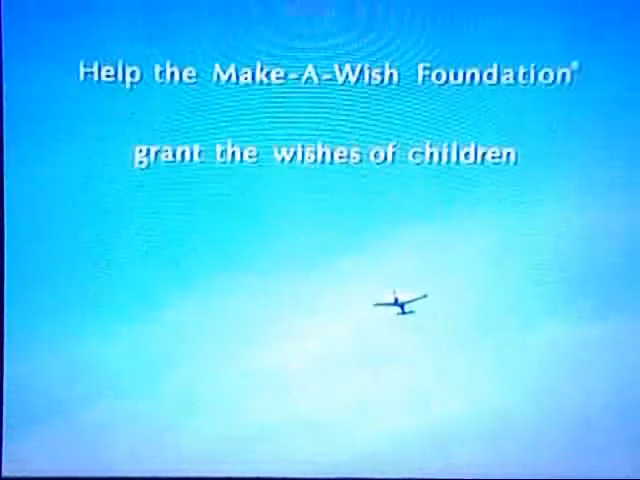 Help the Make-A-Wish Foundation®
grant the wishes of children